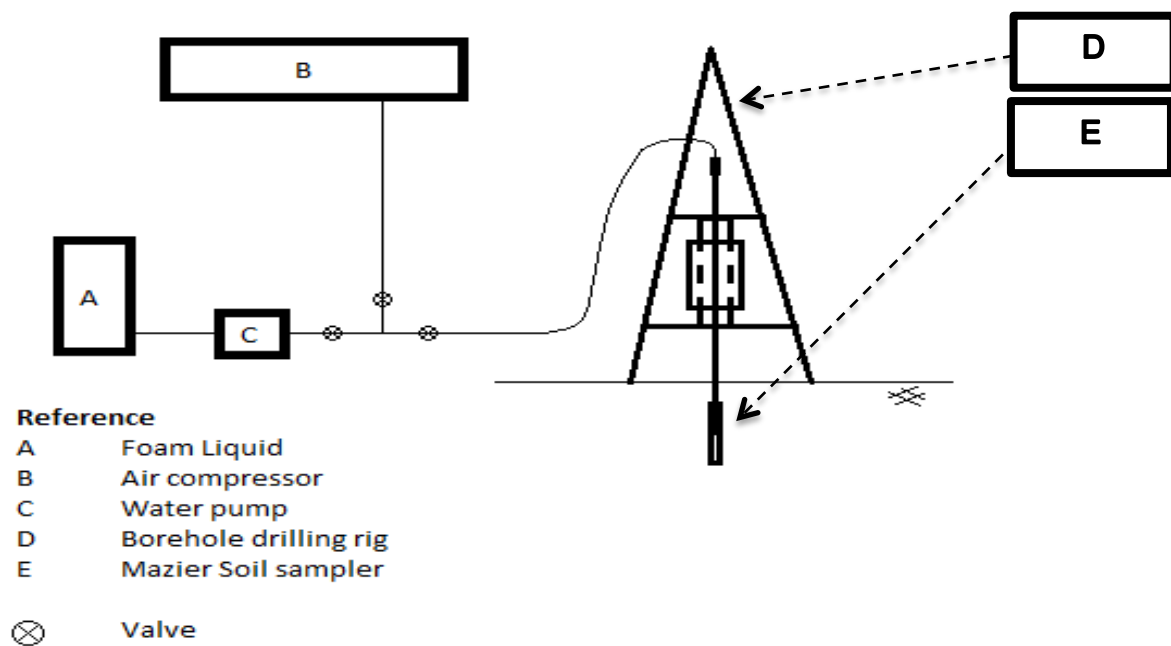 B
D
E
A
C
Reference
A Foam Liquid
B Air compressor
C Water pump
D Borehole drilling rig
E Mazier Soil sampler
Valve